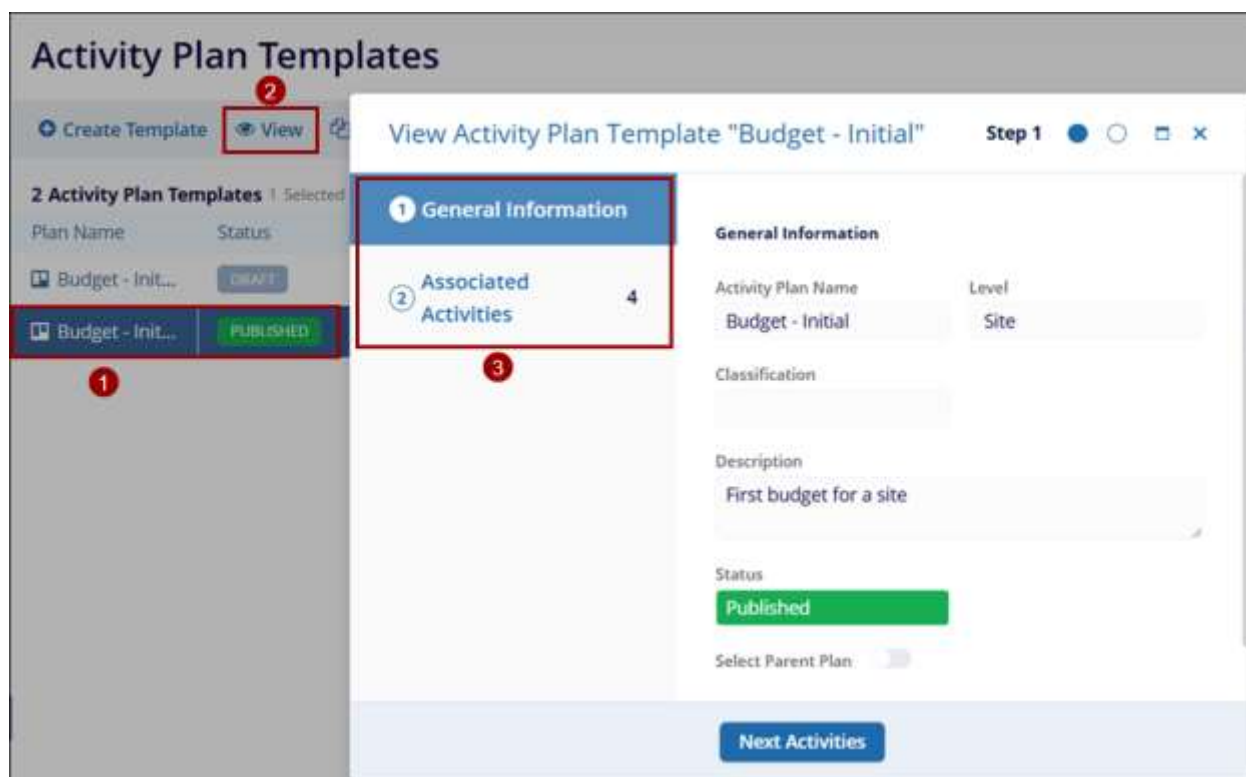 Activity Plan Templates
2
Create Template View
View Activity Plan Template "Budget - Initial" Step 1
2 Activity Plan Templates 1 Selected
Plan Name Status
Budget - Init... DRAFT
Budget - Init... PUBLISHED
1
1 General Information
2 Associated Activities 4
3
General Information
Activity Plan Name Level
Budget - Initial Site
Classification
Description
First budget for a site
Status
Published
Select Parent Plan
Next Activities